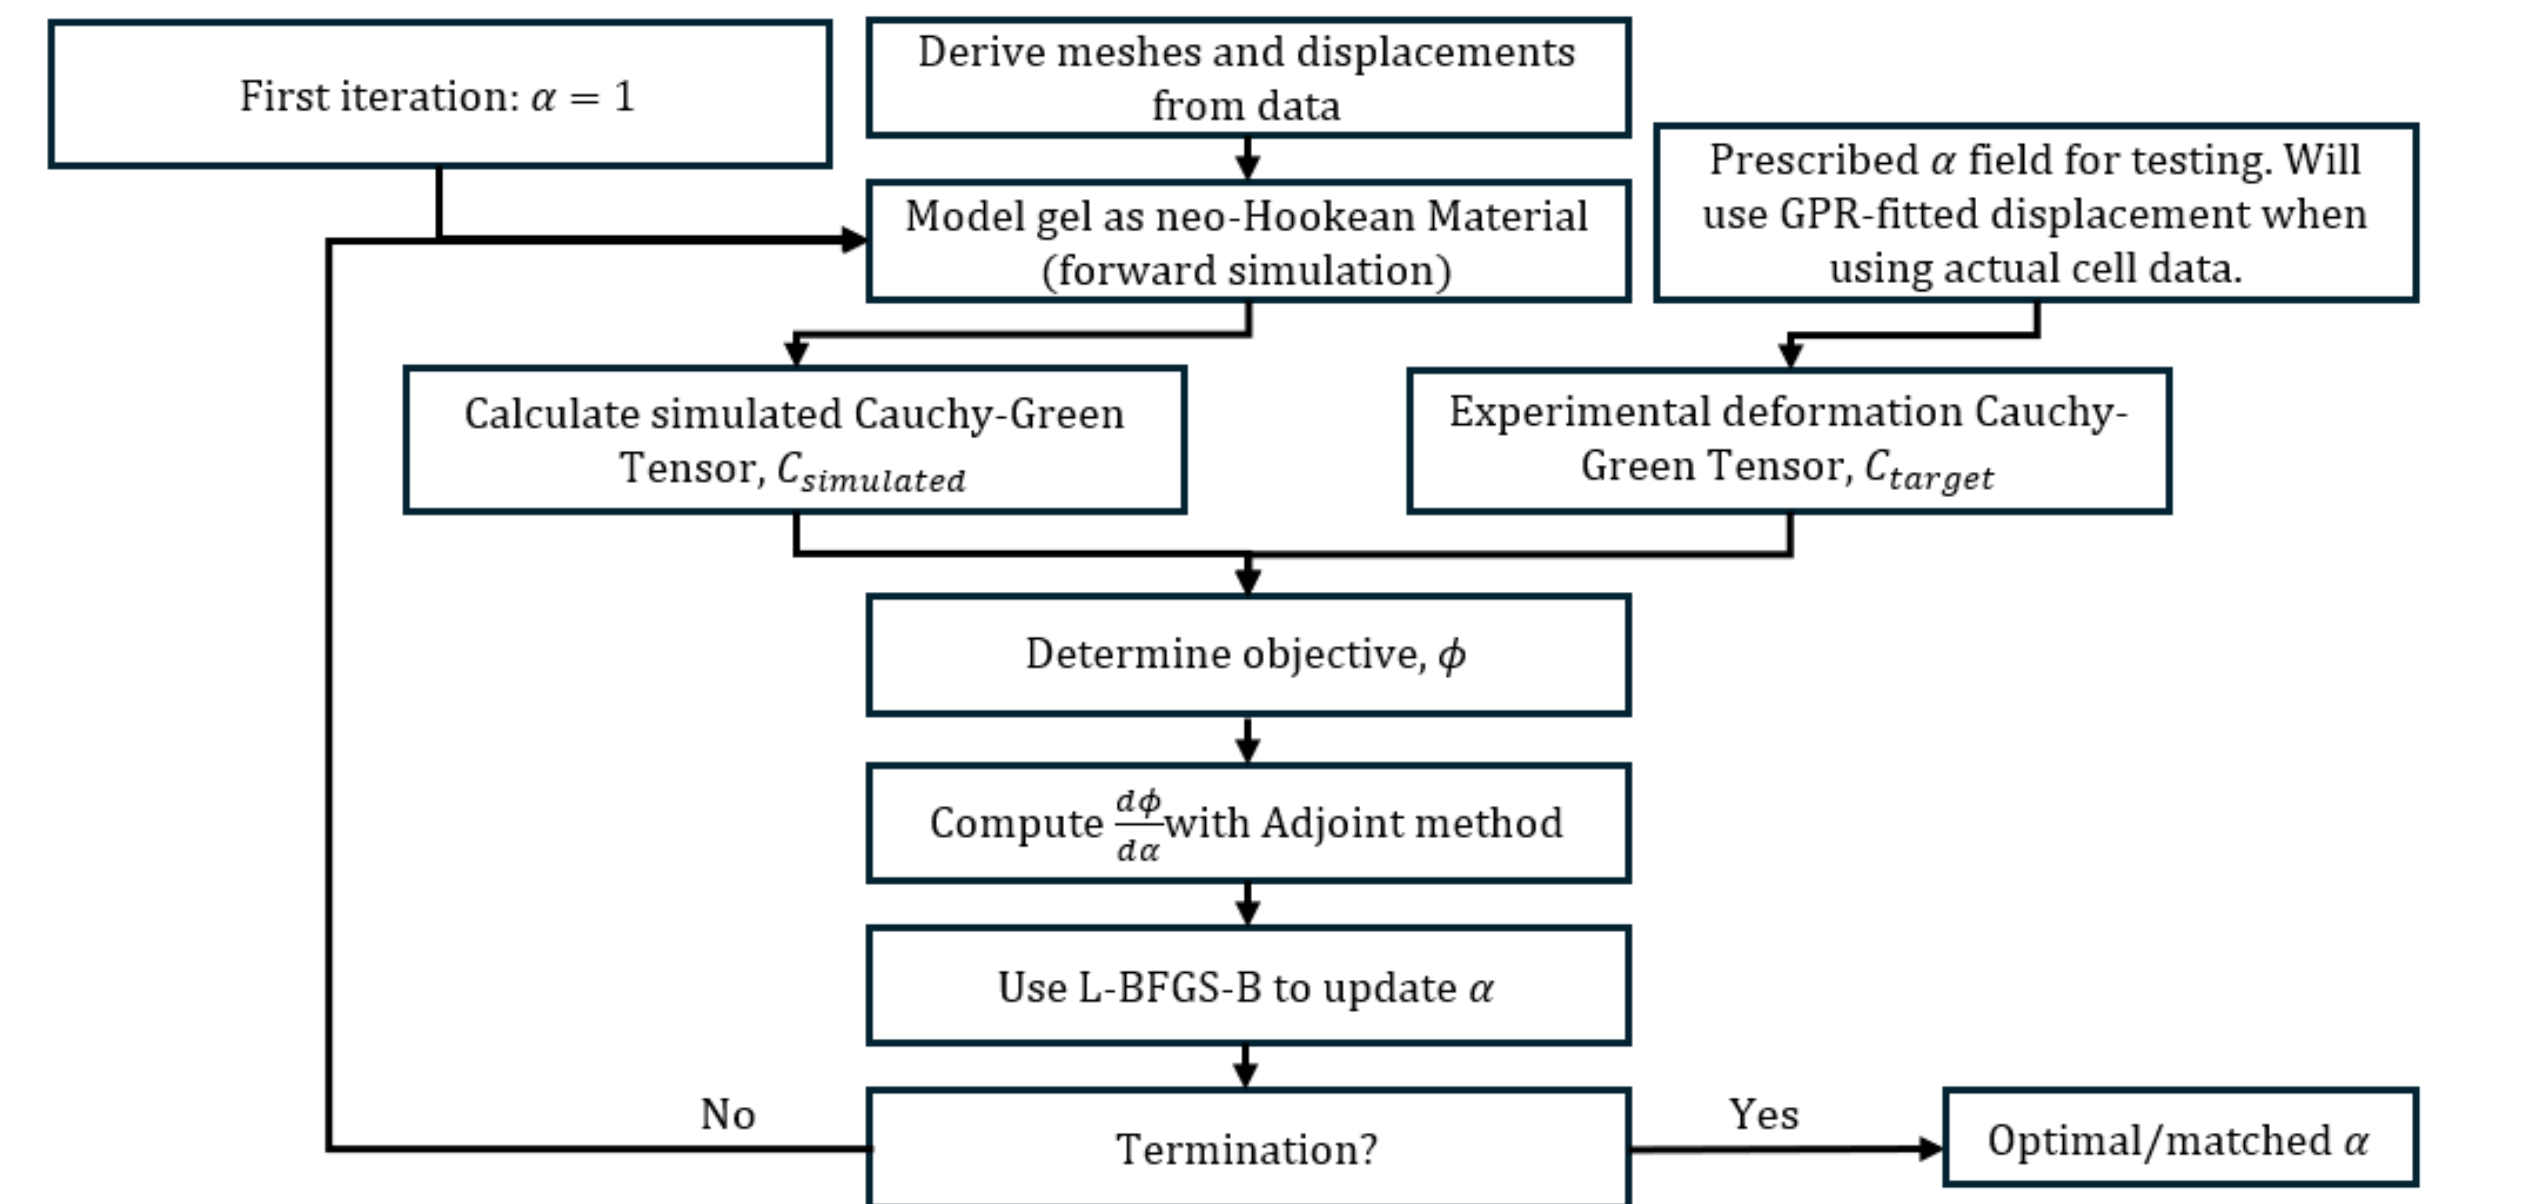 First iteration: α = 1
Derive meshes and displacements
from data
Prescribed α field for testing. Will
use GPR-fitted displacement when
using actual cell data.
Model gel as neo-Hookean Material
(forward simulation)
Calculate simulated Cauchy-Green
Tensor, C_simulated
Experimental deformation Cauchy-
Green Tensor, C_target
Determine objective, ϕ
Compute dϕ/dα with Adjoint method
Use L-BFGS-B to update α
Termination?
No
Yes
Optimal/matched α